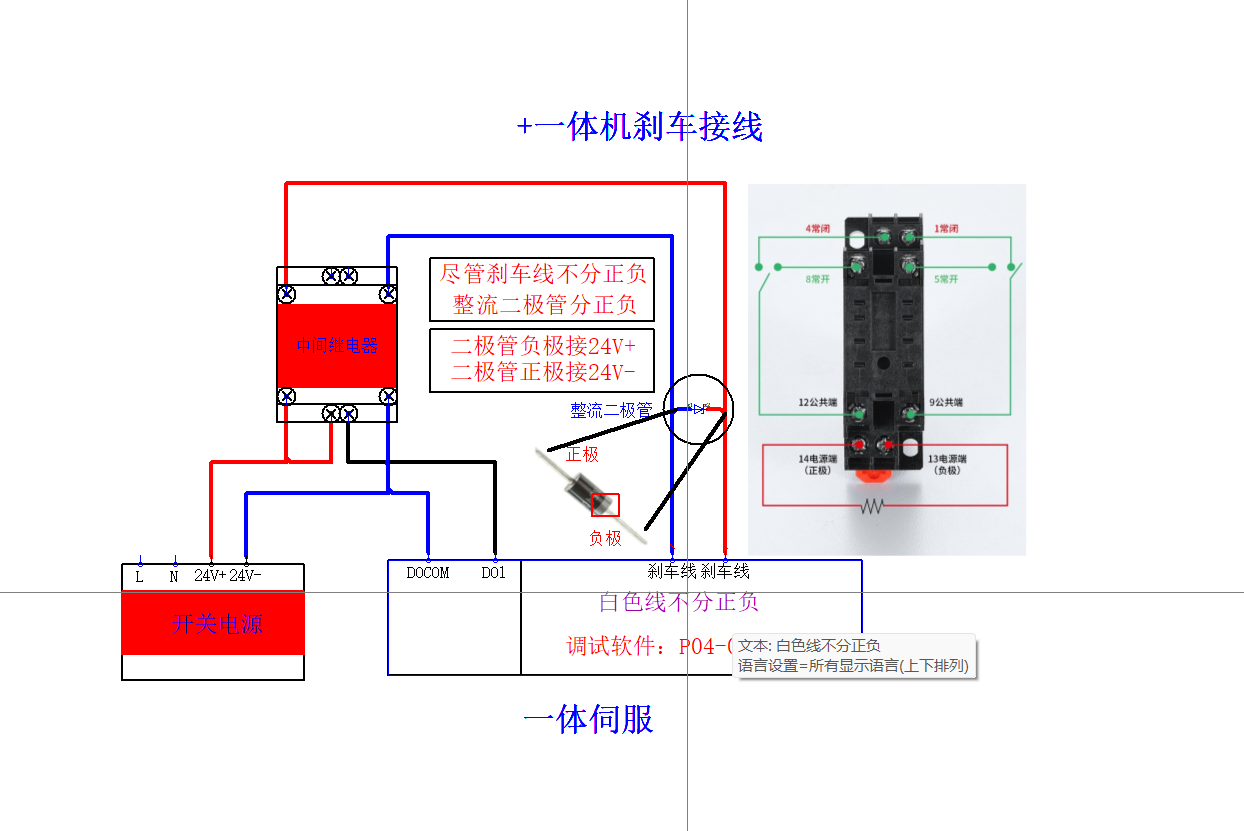 +一体机刹车接线
尽管刹车线不分正负
整流二极管分正负
二极管负极接24V+
二极管正极接24V-
中间继电器
整流二极管
正极
负极
4常闭
1常闭
8常开
5常开
12公共端
9公共端
14电源端
(正极)
13电源端
(负极)
L N 24V+ 24V-
开关电源
DOCOM DO1 刹车线 刹车线
白色线不分正负
调试软件: P04-
文本: 白色线不分正负
语言设置=所有显示语言(上下排列)
一体伺服